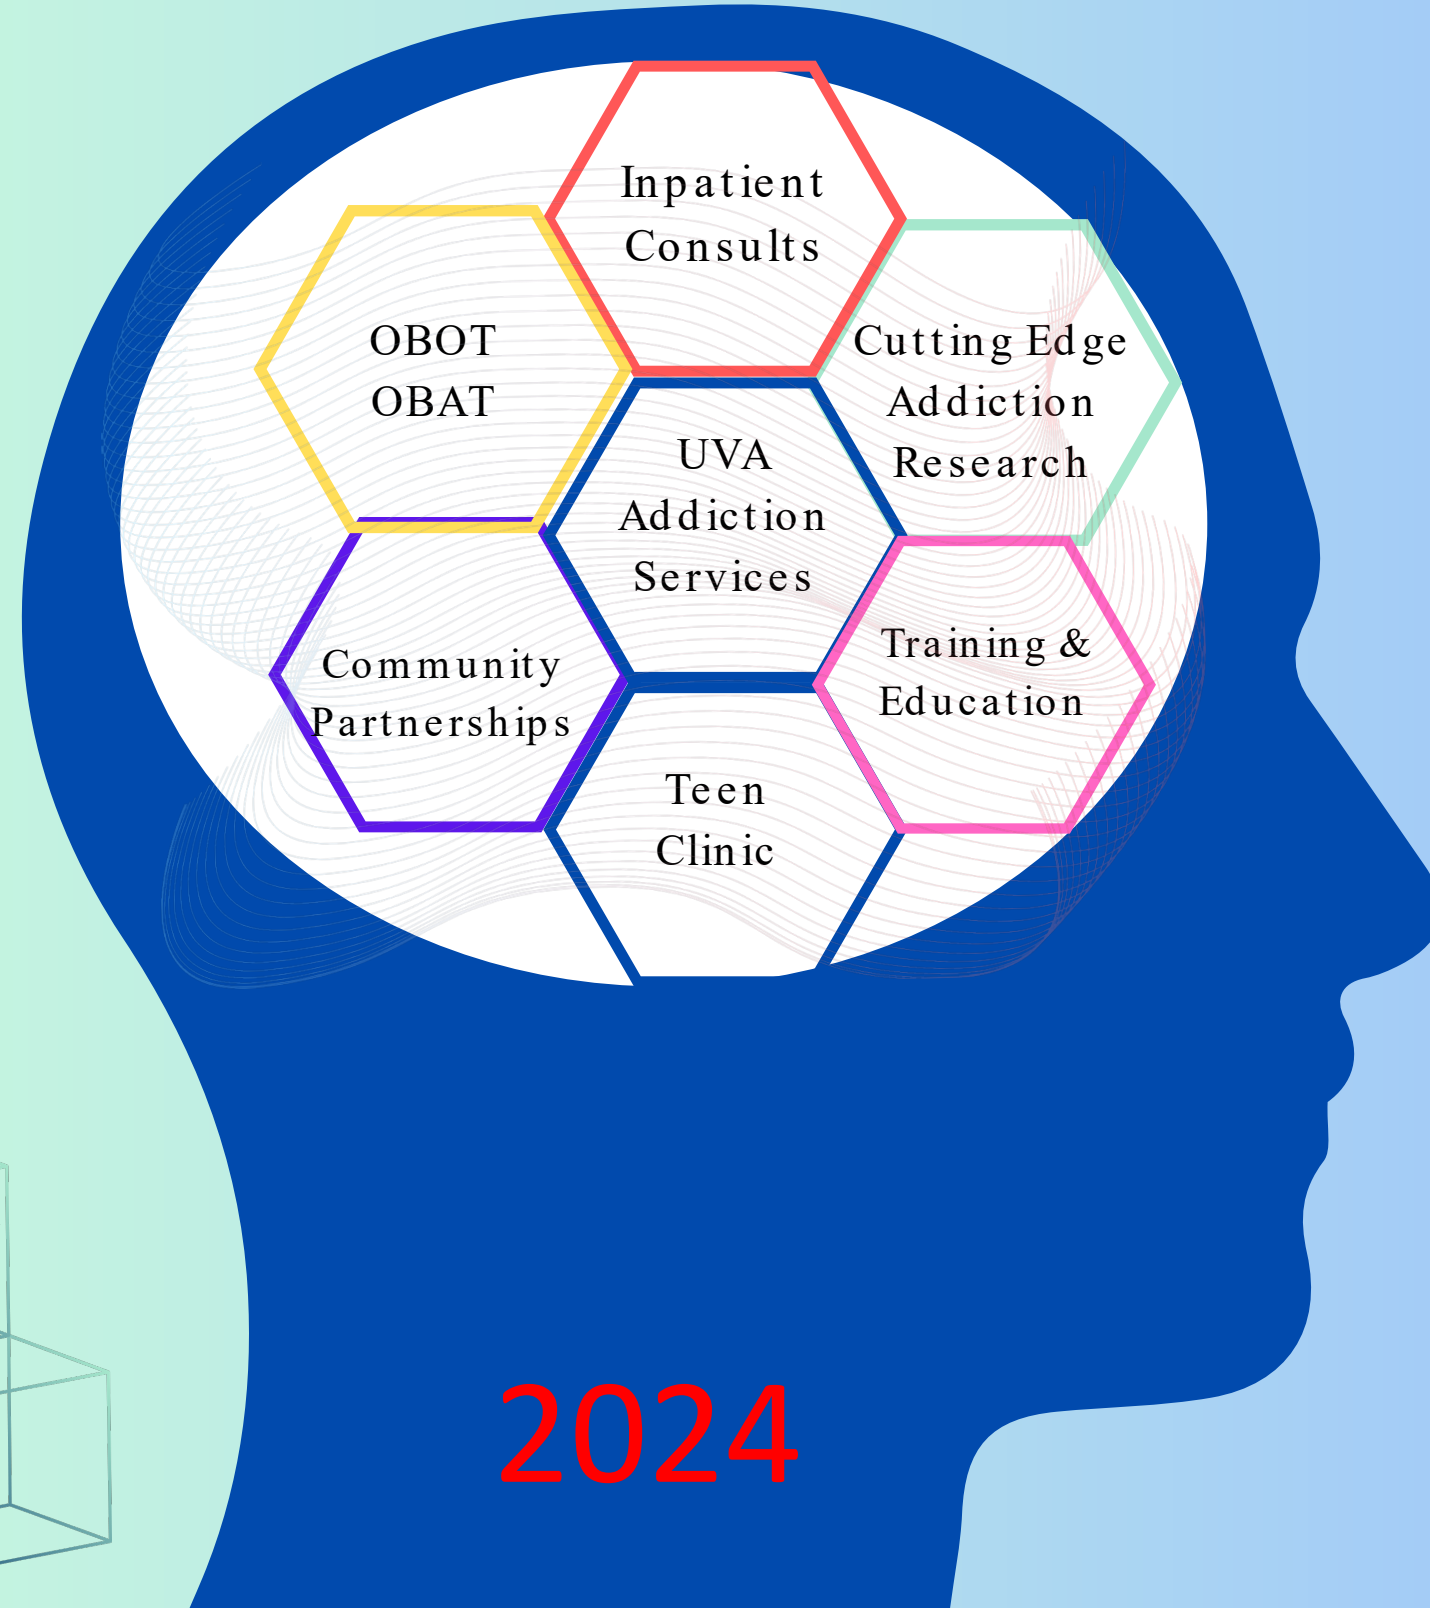 Inpatient
Consults
OBOT
OBAT
Cutting Edge
Addiction
Research
UVA
Addiction
Services
Community
Partnerships
Training &
Education
Teen
Clinic
2024